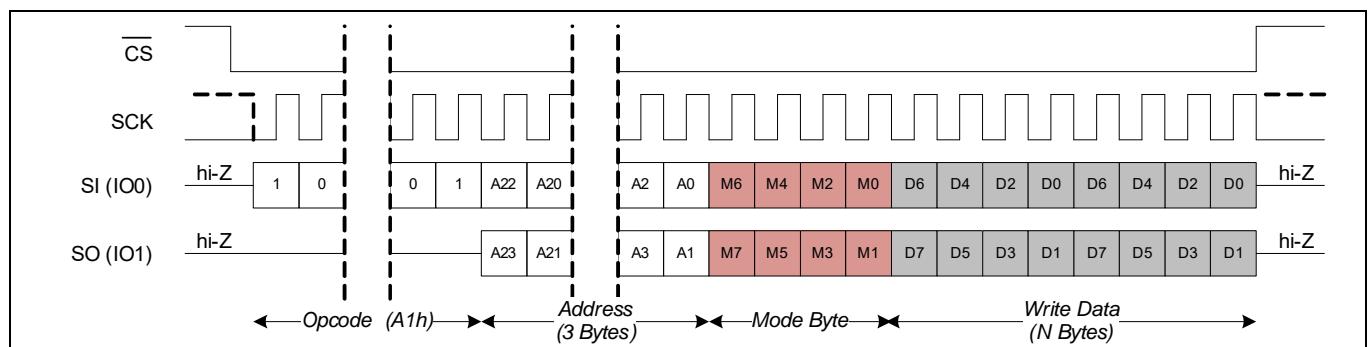 CS
SCK
SI (IO0) hi-Z 1 0 0 1 A22 A20 A2 A0 M6 M4 M2 M0 D6 D4 D2 D0 D6 D4 D2 D0 hi-Z
SO (IO1) hi-Z A23 A21 A3 A1 M7 M5 M3 M1 D7 D5 D3 D1 D7 D5 D3 D1 hi-Z
Opcode (A1h) Address Mode Byte Write Data
(3 Bytes) (N Bytes)